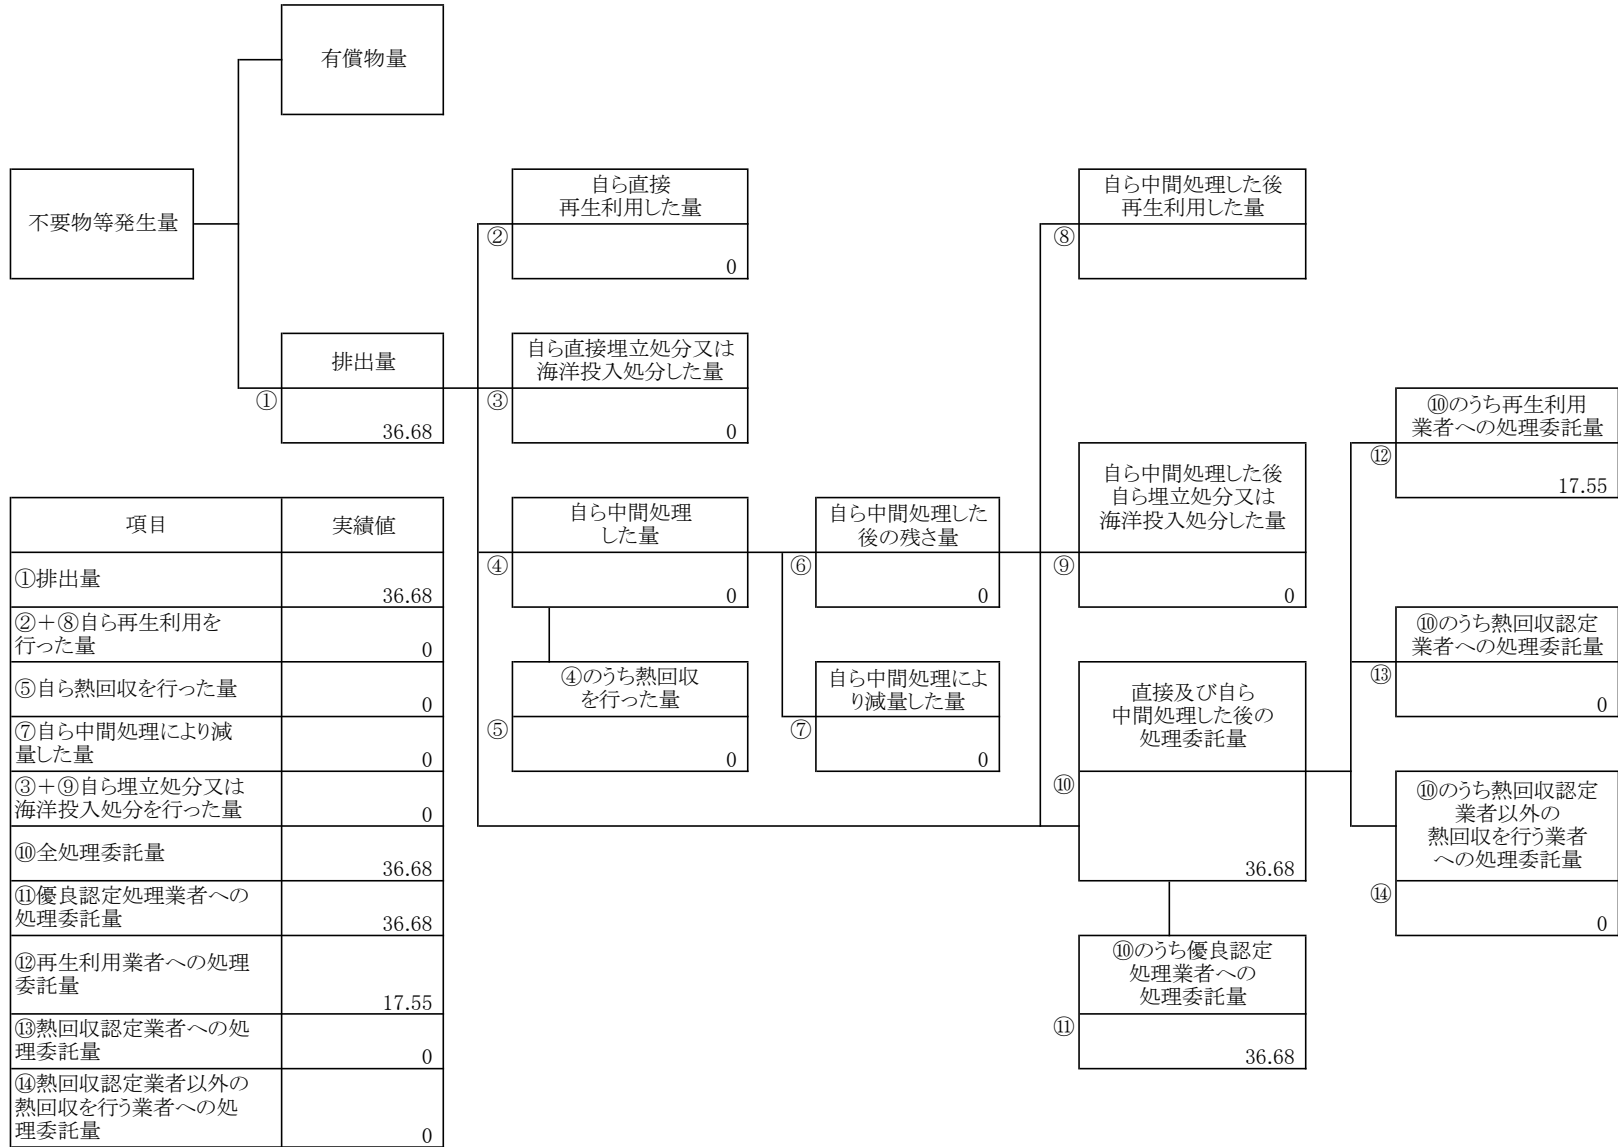 有償物量
不要物等発生量
自ら直接
再生利用した量
②
0
自ら中間処理した後
再生利用した量
⑧
排出量
①
36.68
自ら直接埋立処分又は
海洋投入処分した量
③
0
⑩のうち再生利用
業者への処理委託量
⑫
17.55
自ら中間処理
した量
④
0
自ら中間処理した
後の残さ量
⑥
0
自ら中間処理した後
自ら埋立処分又は
海洋投入処分した量
⑨
0
⑩のうち熱回収認定
業者への処理委託量
⑬
0
④のうち熱回収
を行った量
⑤
0
自ら中間処理によ
り減量した量
⑦
0
直接及び自ら
中間処理した後の
処理委託量
⑩
36.68
⑩のうち熱回収認定
業者以外の
熱回収を行う業者
への処理委託量
⑭
0
⑩のうち優良認定
処理業者への
処理委託量
⑪
36.68
項目 実績値
①排出量
36.68
②＋⑧自ら再生利用を
行った量
0
⑤自ら熱回収を行った量
0
⑦自ら中間処理により減
量した量
0
③＋⑨自ら埋立処分又は
海洋投入処分を行った量
0
⑩全処理委託量
36.68
⑪優良認定処理業者への
処理委託量
36.68
⑫再生利用業者への処理
委託量
17.55
⑬熱回収認定業者への処
理委託量
0
⑭熱回収認定業者以外の
熱回収を行う業者への処
理委託量
0